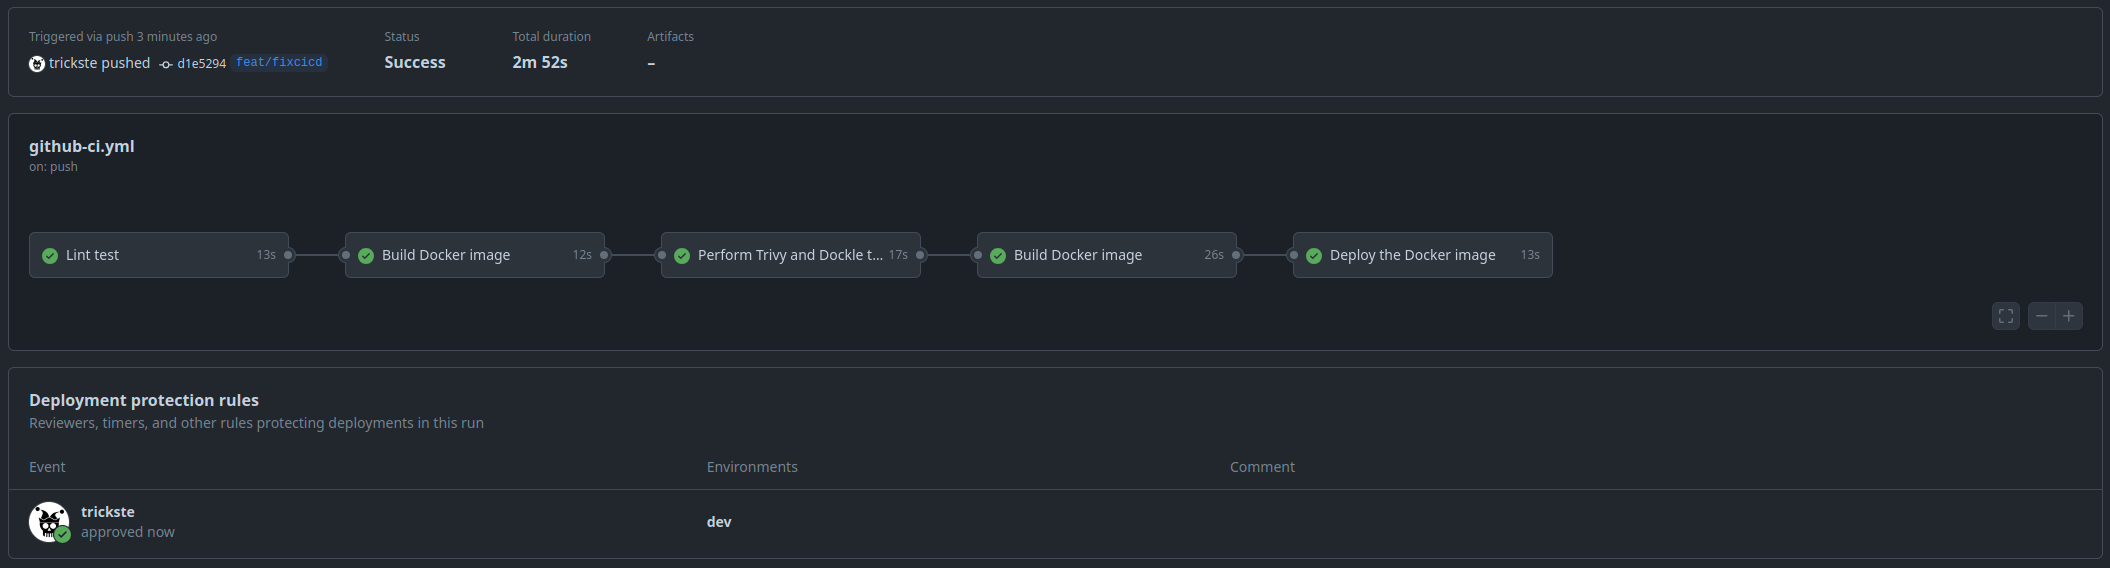 Triggered via push 3 minutes ago
trickste pushed d1e5294 feat/fixcicd
Status
Success
Total duration
2m 52s
Artifacts
–
github-ci.yml
on: push
Lint test 13s
Build Docker image 12s
Perform Trivy and Dockle t... 17s
Build Docker image 26s
Deploy the Docker image 13s
Deployment protection rules
Reviewers, timers, and other rules protecting deployments in this run
Event Environments Comment
trickste
approved now
dev